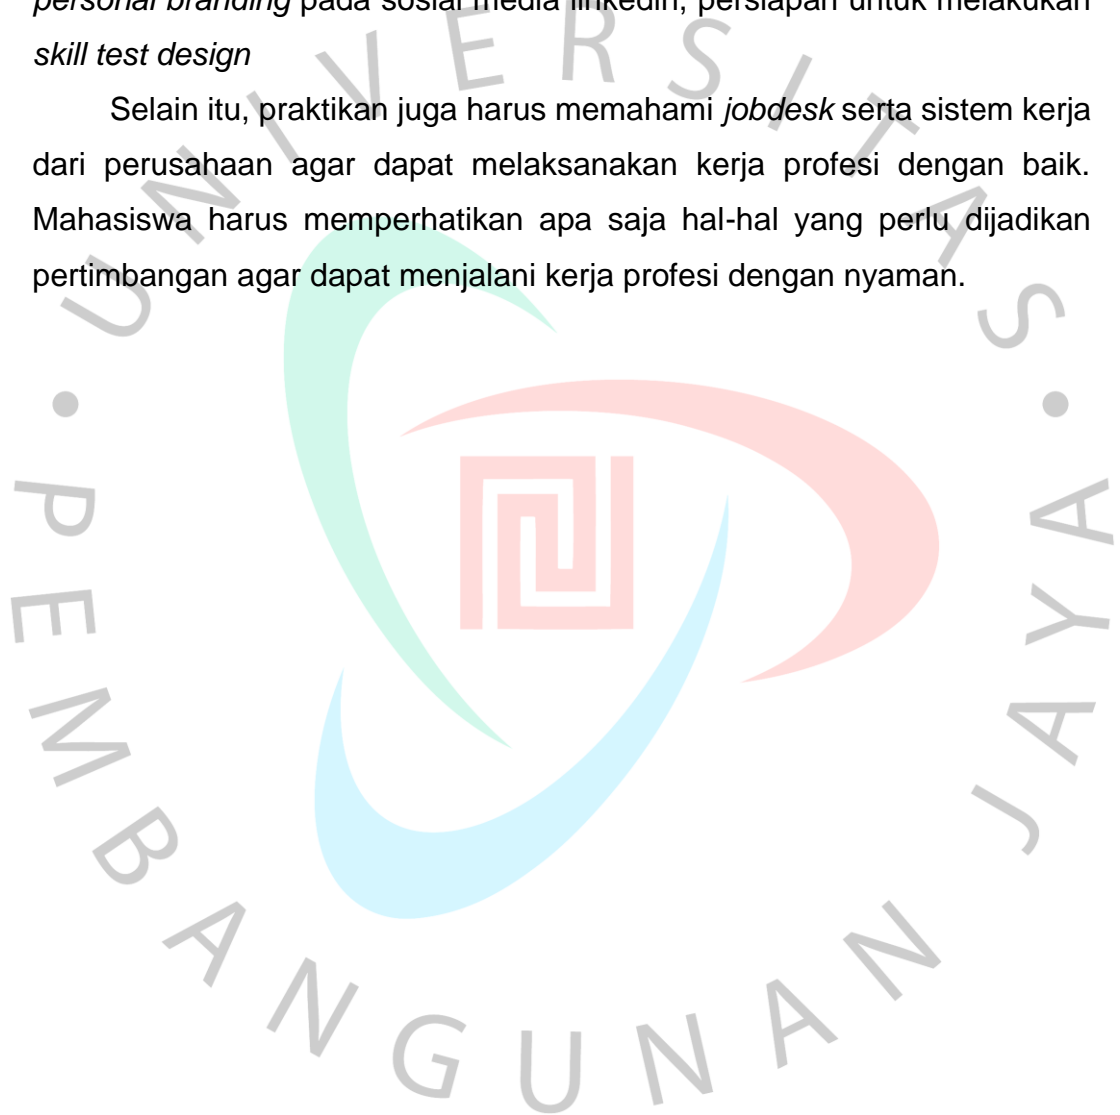 personal branding pada sosial media linkedin, persiapan untuk melakukan
skill test design
Selain itu, praktikan juga harus memahami jobdesk serta sistem kerja
dari perusahaan agar dapat melaksanakan kerja profesi dengan baik.
Mahasiswa harus memperhatikan apa saja hal-hal yang perlu dijadikan
pertimbangan agar dapat menjalani kerja profesi dengan nyaman.
UNIVERSITAS • PEMBANGUNAN JAYA •